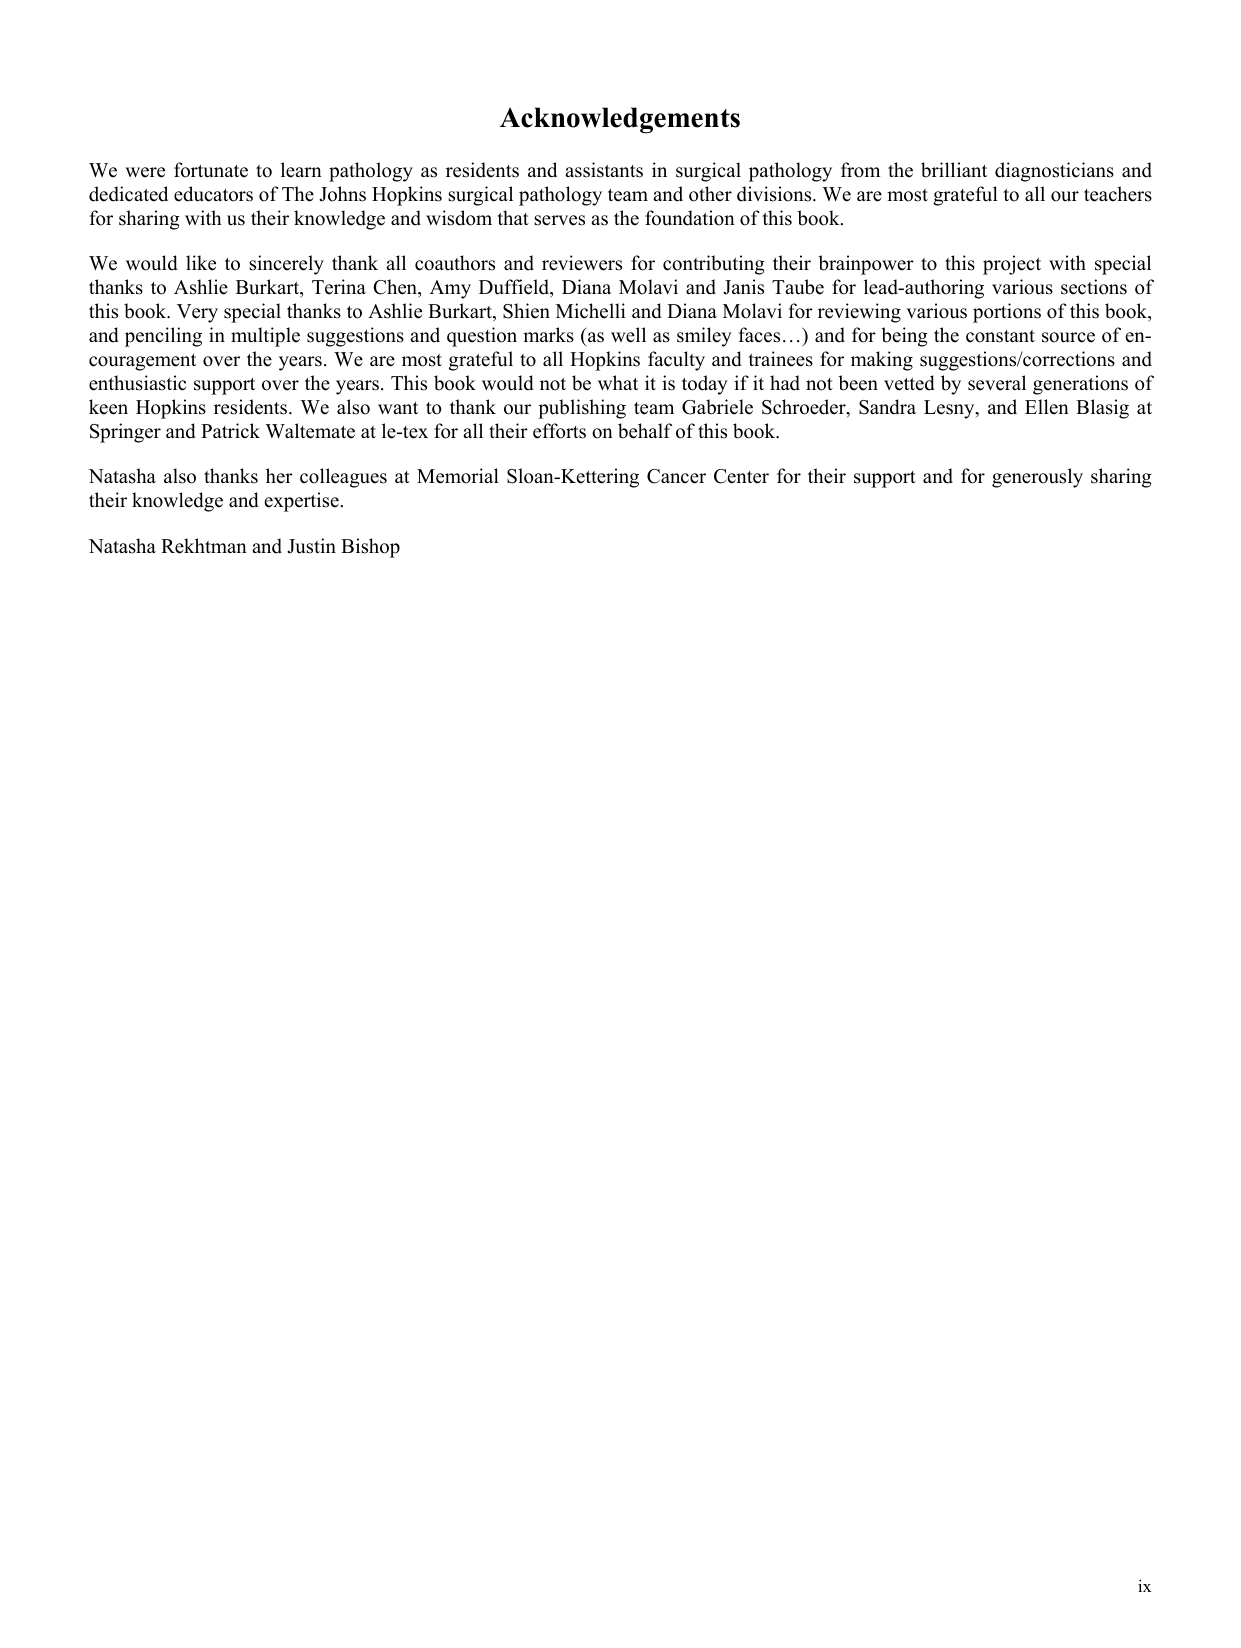 Acknowledgements
We were fortunate to learn pathology as residents and assistants in surgical pathology from the brilliant diagnosticians and
dedicated educators of The Johns Hopkins surgical pathology team and other divisions. We are most grateful to all our teachers
for sharing with us their knowledge and wisdom that serves as the foundation of this book.
We would like to sincerely thank all coauthors and reviewers for contributing their brainpower to this project with special
thanks to Ashlie Burkart, Terina Chen, Amy Duffield, Diana Molavi and Janis Taube for lead-authoring various sections of
this book. Very special thanks to Ashlie Burkart, Shien Michelli and Diana Molavi for reviewing various portions of this book,
and penciling in multiple suggestions and question marks (as well as smiley faces…) and for being the constant source of en-
couragement over the years. We are most grateful to all Hopkins faculty and trainees for making suggestions/corrections and
enthusiastic support over the years. This book would not be what it is today if it had not been vetted by several generations of
keen Hopkins residents. We also want to thank our publishing team Gabriele Schroeder, Sandra Lesny, and Ellen Blasig at
Springer and Patrick Waltemate at le-tex for all their efforts on behalf of this book.
Natasha also thanks her colleagues at Memorial Sloan-Kettering Cancer Center for their support and for generously sharing
their knowledge and expertise.
Natasha Rekhtman and Justin Bishop
ix